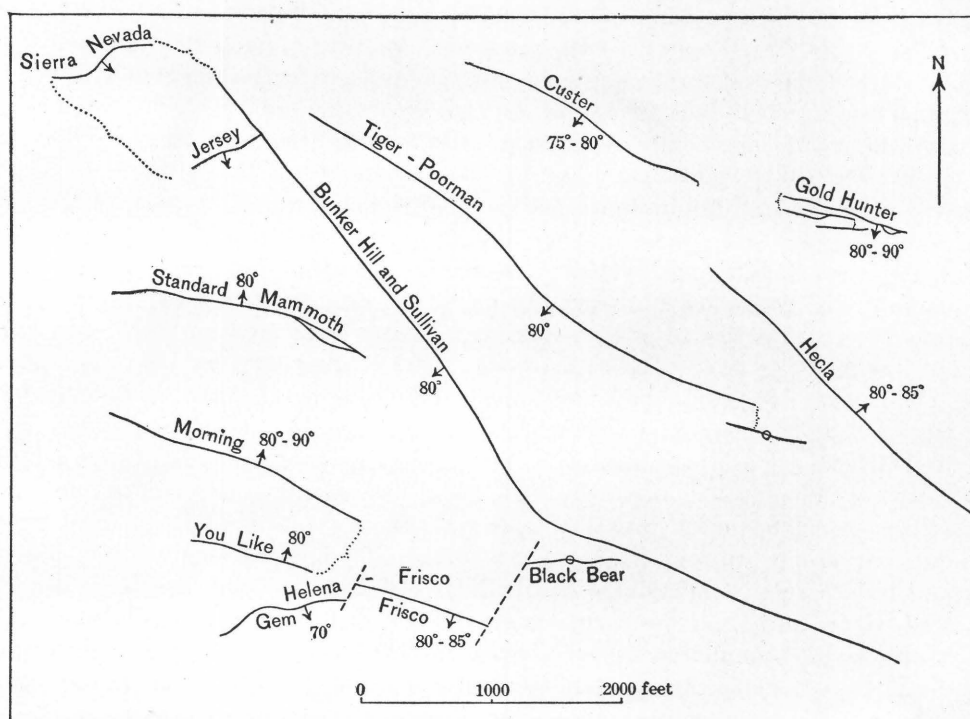 Sierra Nevada
N
Custer
75°- 80°
Jersey
Tiger - Poorman
Gold Hunter
80°- 90°
Bunker Hill and Sullivan
80°
80°
Standard Mammoth
80°
Hecla
80°- 85°
Morning
80°- 90°
You Like
80°
Black Bear
Frisco
Helena
Frisco
Gem
70°
80°- 85°
0 1000 2000 feet